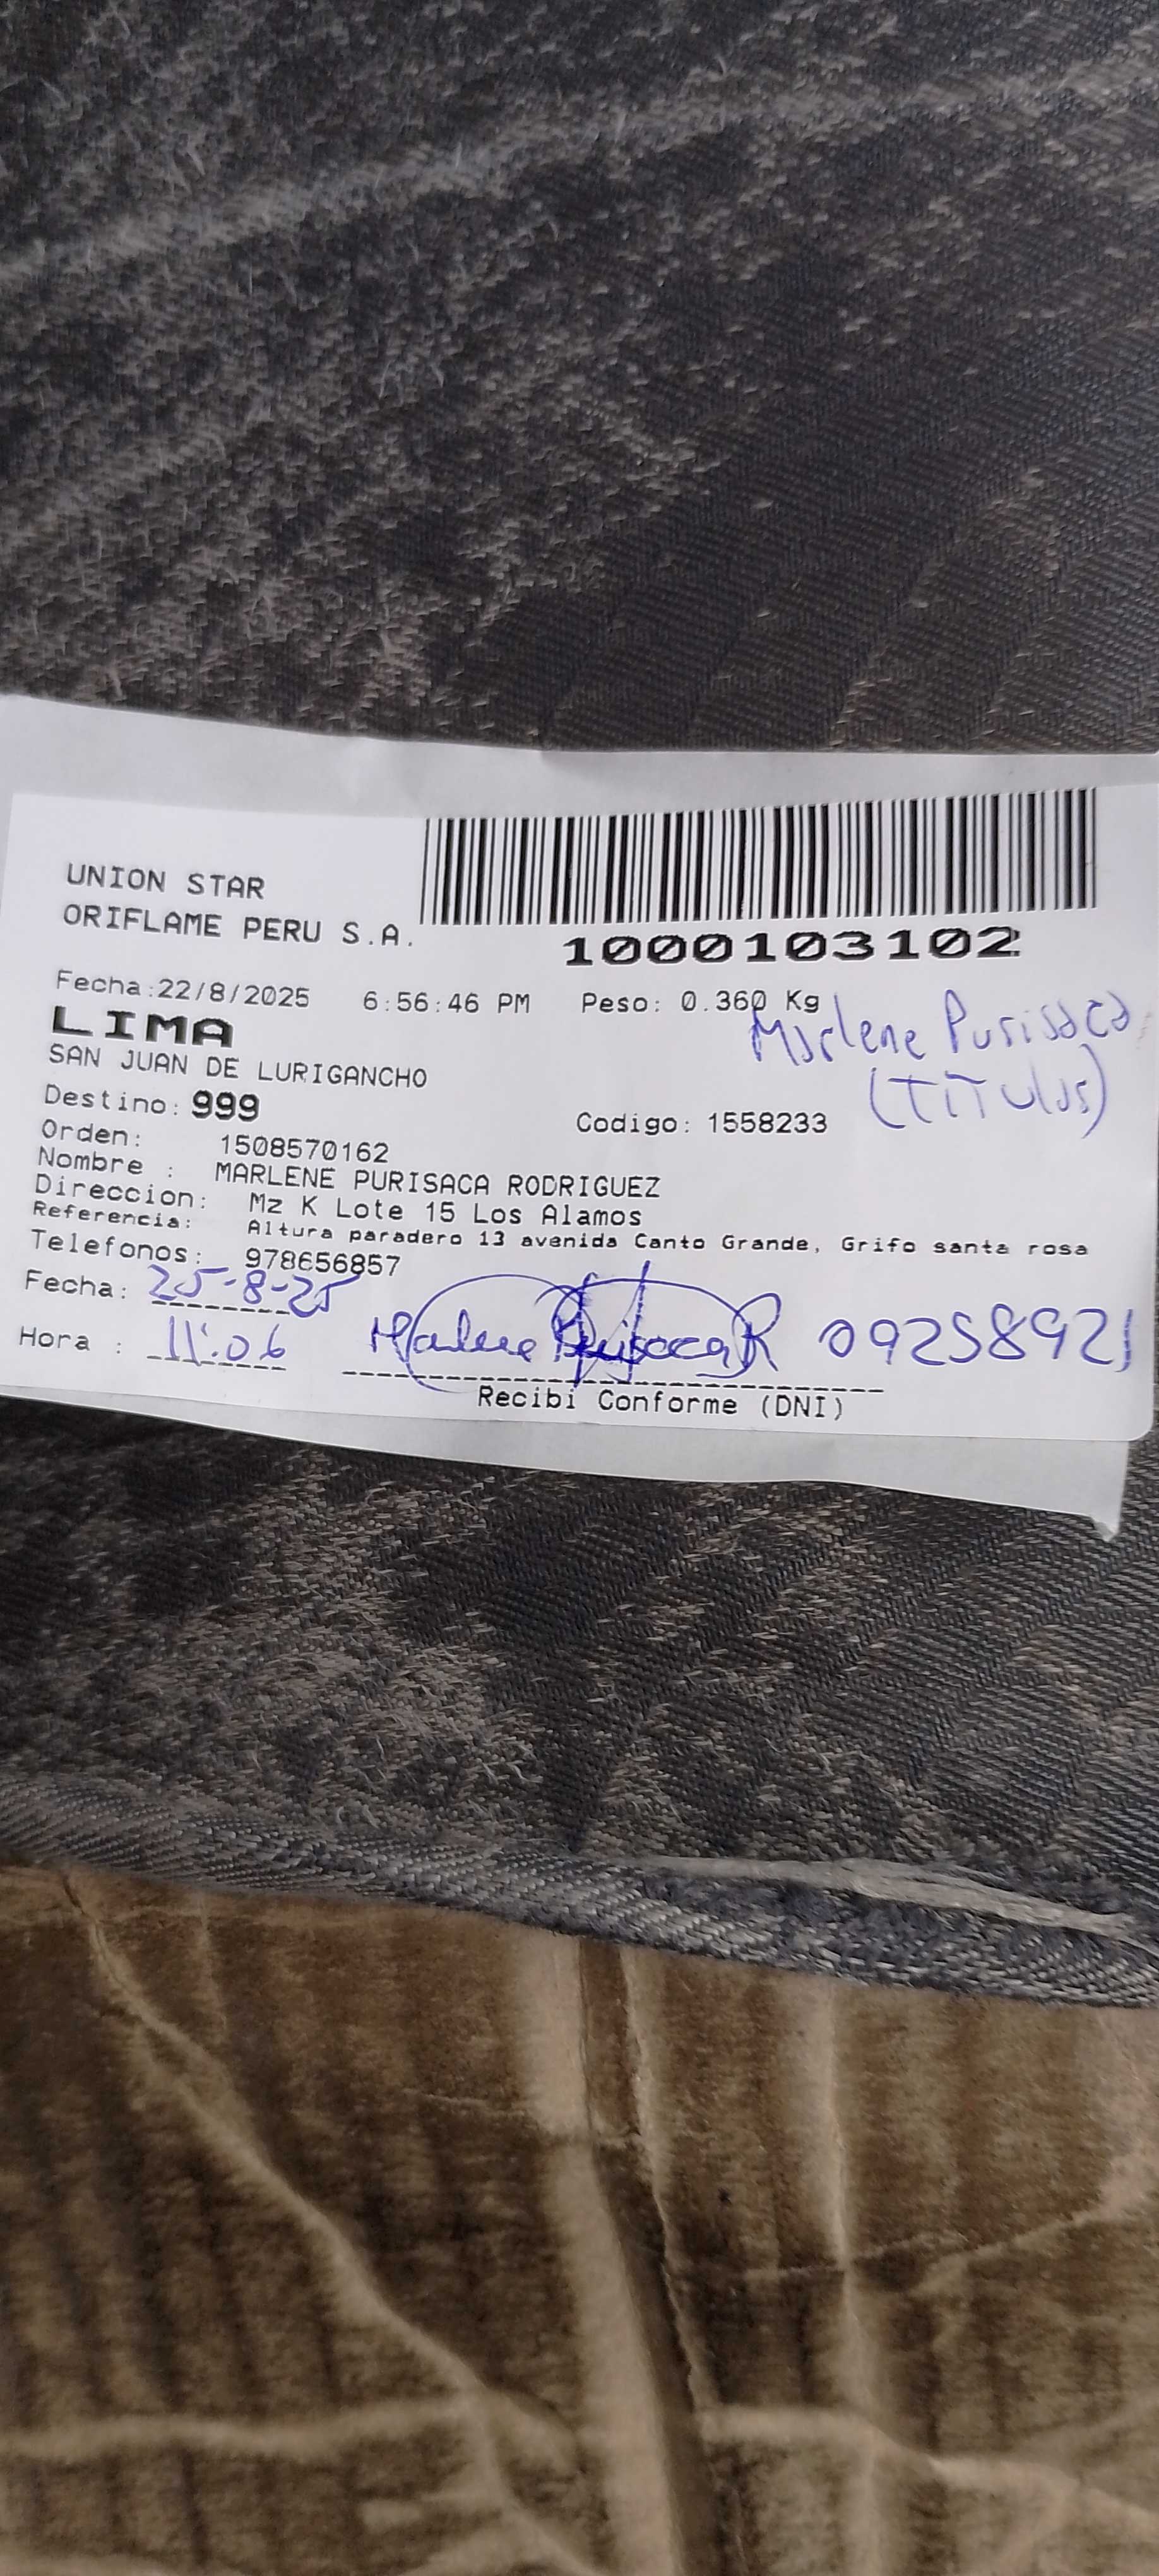 UNION STAR
ORIFLAME PERU S.A.
1000103102
Fecha:22/8/2025 6:56:46 PM Peso: 0.360 Kg
LIMA
Marlene Purisaca
SAN JUAN DE LURIGANCHO
(TITULAR)
Destino: 999 Codigo: 1558233
Orden: 1508570162
Nombre : MARLENE PURISACA RODRIGUEZ
Direccion: Mz K Lote 15 Los Alamos
Referencia: Altura paradero 13 avenida Canto Grande, Grifo santa rosa
Telefonos: 978656857
Fecha: 25-8-25
Hora : 11:06 Marlene Purisaca R 09258921
Recibi Conforme (DNI)